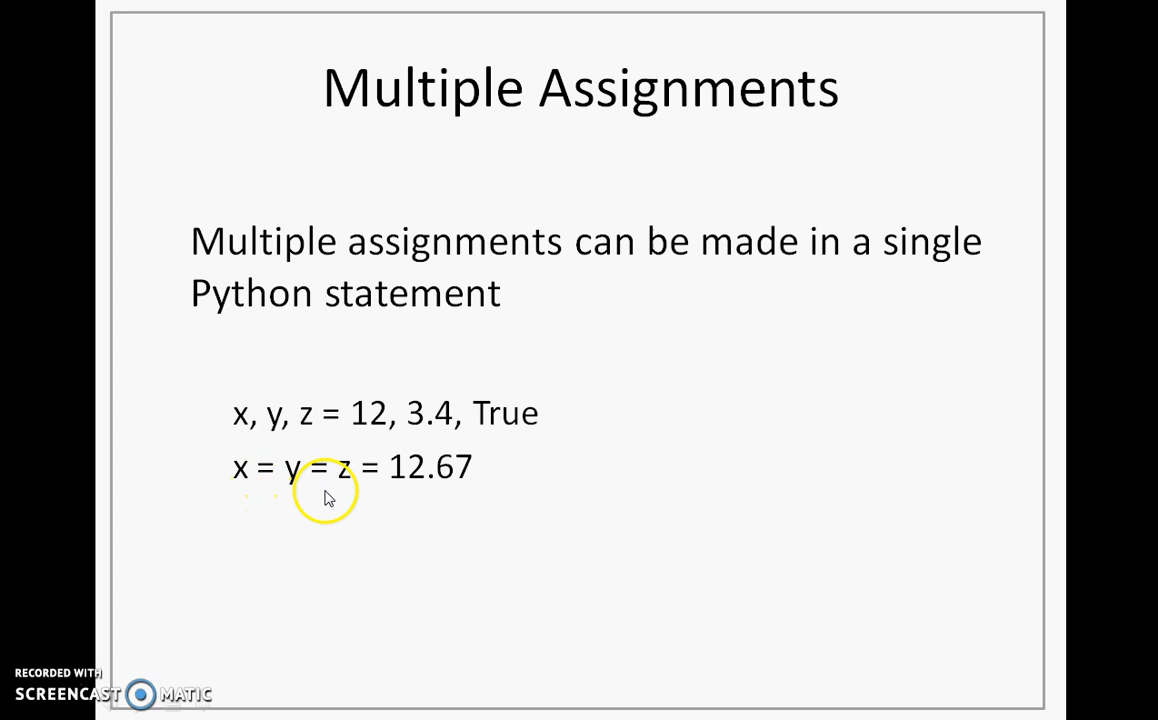 Multiple Assignments
Multiple assignments can be made in a single
Python statement
x, y, z = 12, 3.4, True
x = y = z = 12.67
RECORDED WITH
SCREENCAST MATIC